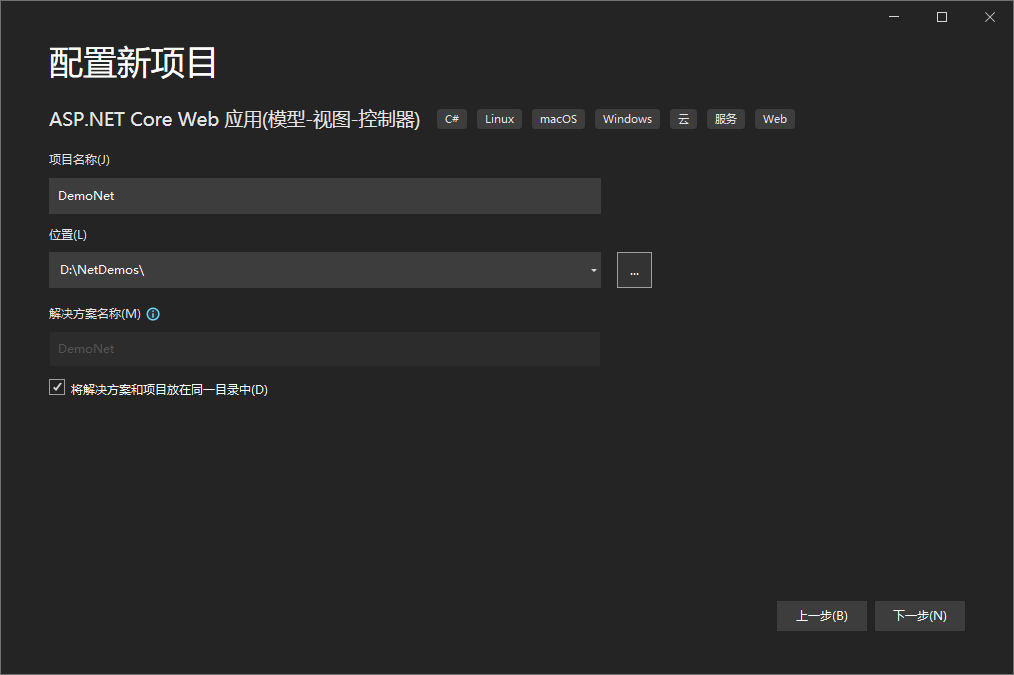 配置新项目
ASP.NET Core Web 应用(模型-视图-控制器) C# Linux macOS Windows 云 服务 Web
项目名称(J)
DemoNet
位置(L)
D:\NetDemos\ ...
解决方案名称(M)
DemoNet
将解决方案和项目放在同一目录中(D)
上一步(B) 下一步(N)